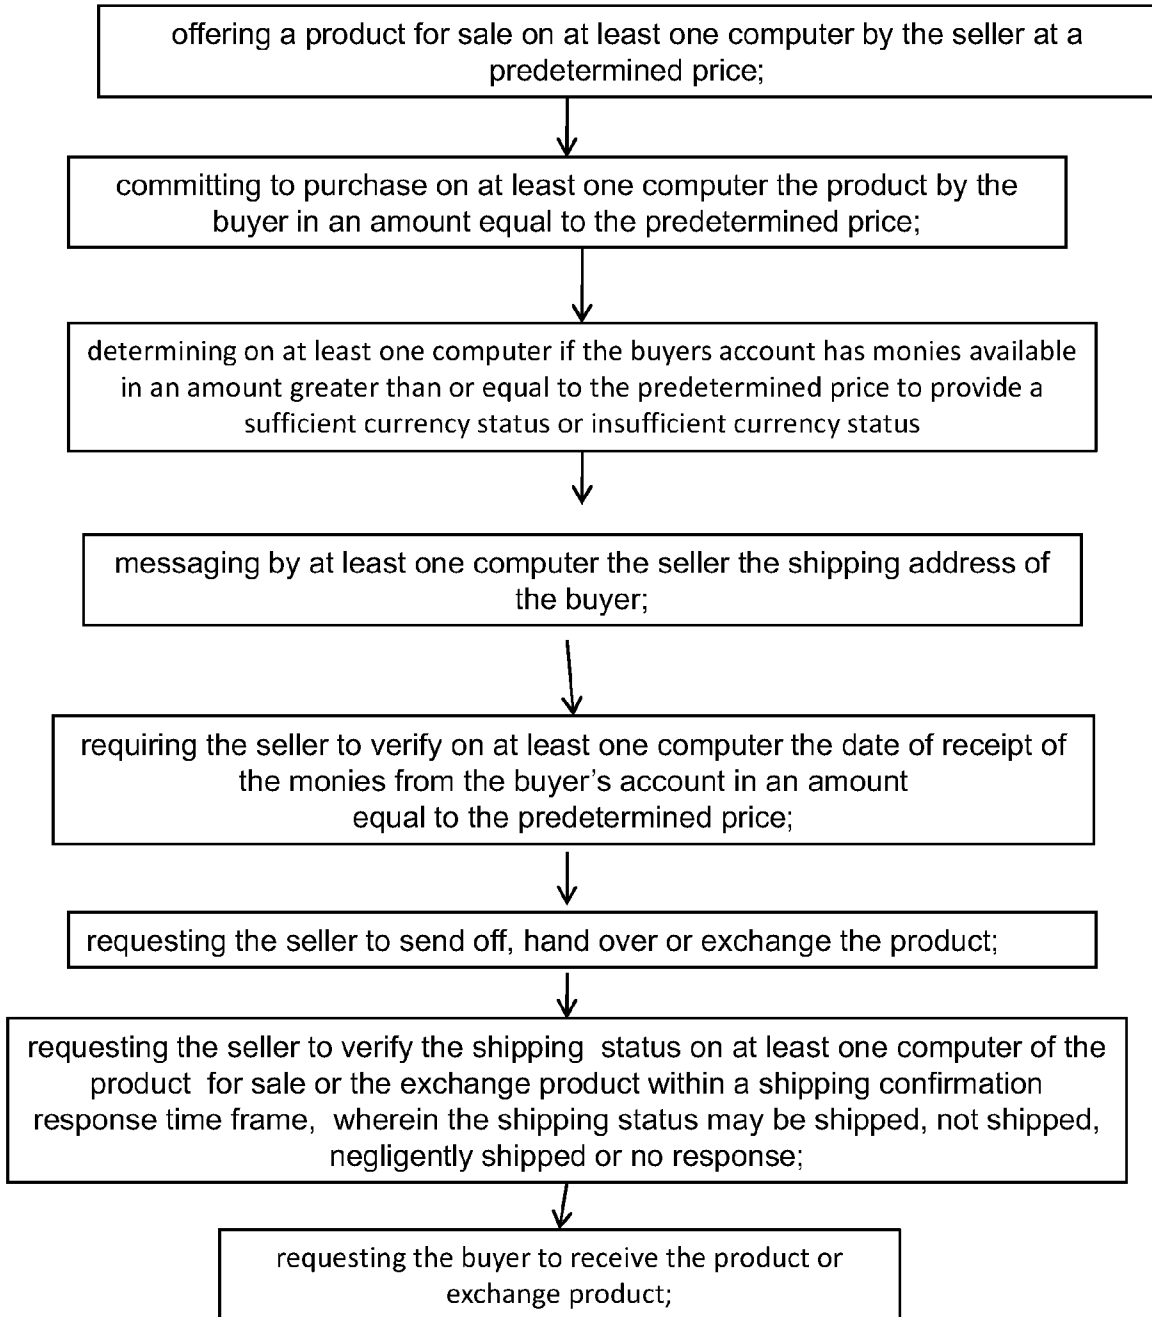 offering a product for sale on at least one computer by the seller at a
predetermined price;
committing to purchase on at least one computer the product by the
buyer in an amount equal to the predetermined price;
determining on at least one computer if the buyers account has monies available
in an amount greater than or equal to the predetermined price to provide a
sufficient currency status or insufficient currency status
messaging by at least one computer the seller the shipping address of
the buyer;
requiring the seller to verify on at least one computer the date of receipt of
the monies from the buyer’s account in an amount
equal to the predetermined price;
requesting the seller to send off, hand over or exchange the product;
requesting the seller to verify the shipping status on at least one computer of the
product for sale or the exchange product within a shipping confirmation
response time frame, wherein the shipping status may be shipped, not shipped,
negligently shipped or no response;
requesting the buyer to receive the product or
exchange product;